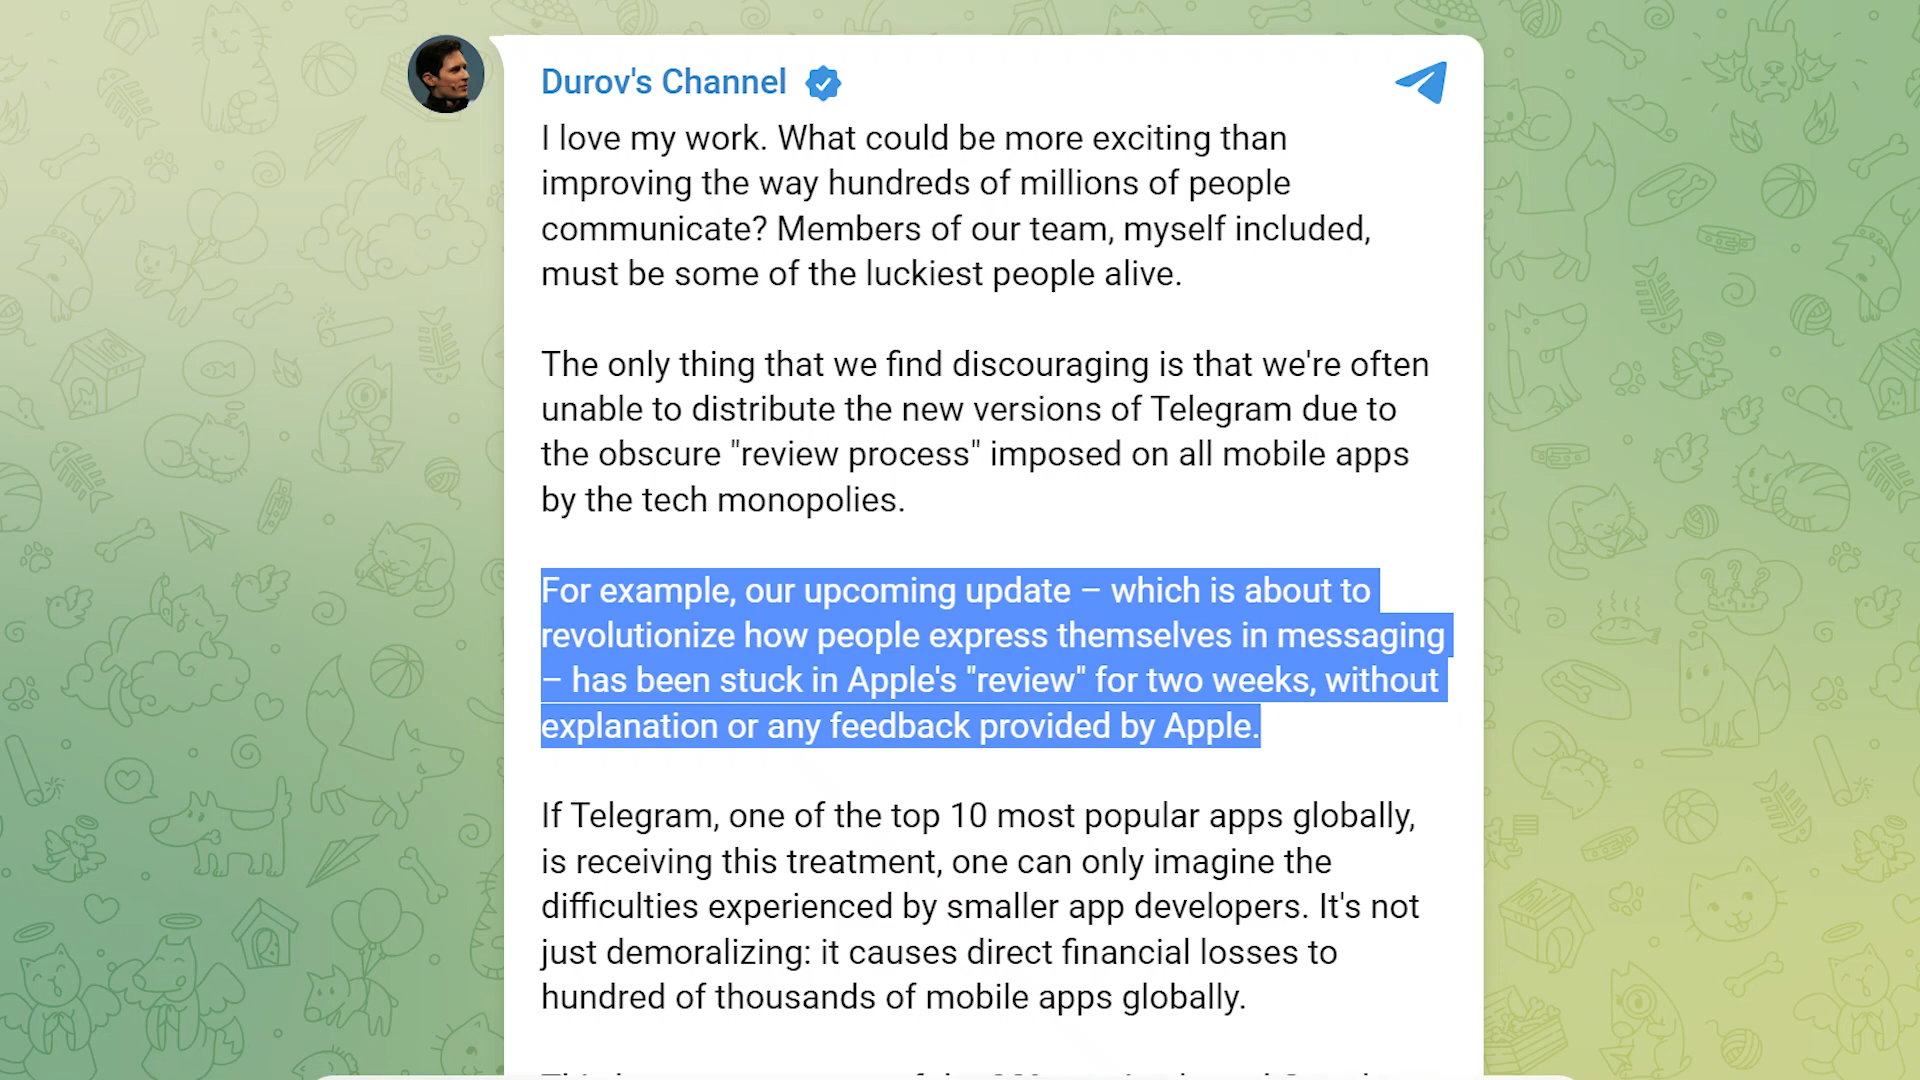 Durov's Channel
I love my work. What could be more exciting than
improving the way hundreds of millions of people
communicate? Members of our team, myself included,
must be some of the luckiest people alive.
The only thing that we find discouraging is that we're often
unable to distribute the new versions of Telegram due to
the obscure "review process" imposed on all mobile apps
by the tech monopolies.
For example, our upcoming update – which is about to
revolutionize how people express themselves in messaging
– has been stuck in Apple's "review" for two weeks, without
explanation or any feedback provided by Apple.
If Telegram, one of the top 10 most popular apps globally,
is receiving this treatment, one can only imagine the
difficulties experienced by smaller app developers. It's not
just demoralizing: it causes direct financial losses to
hundred of thousands of mobile apps globally.